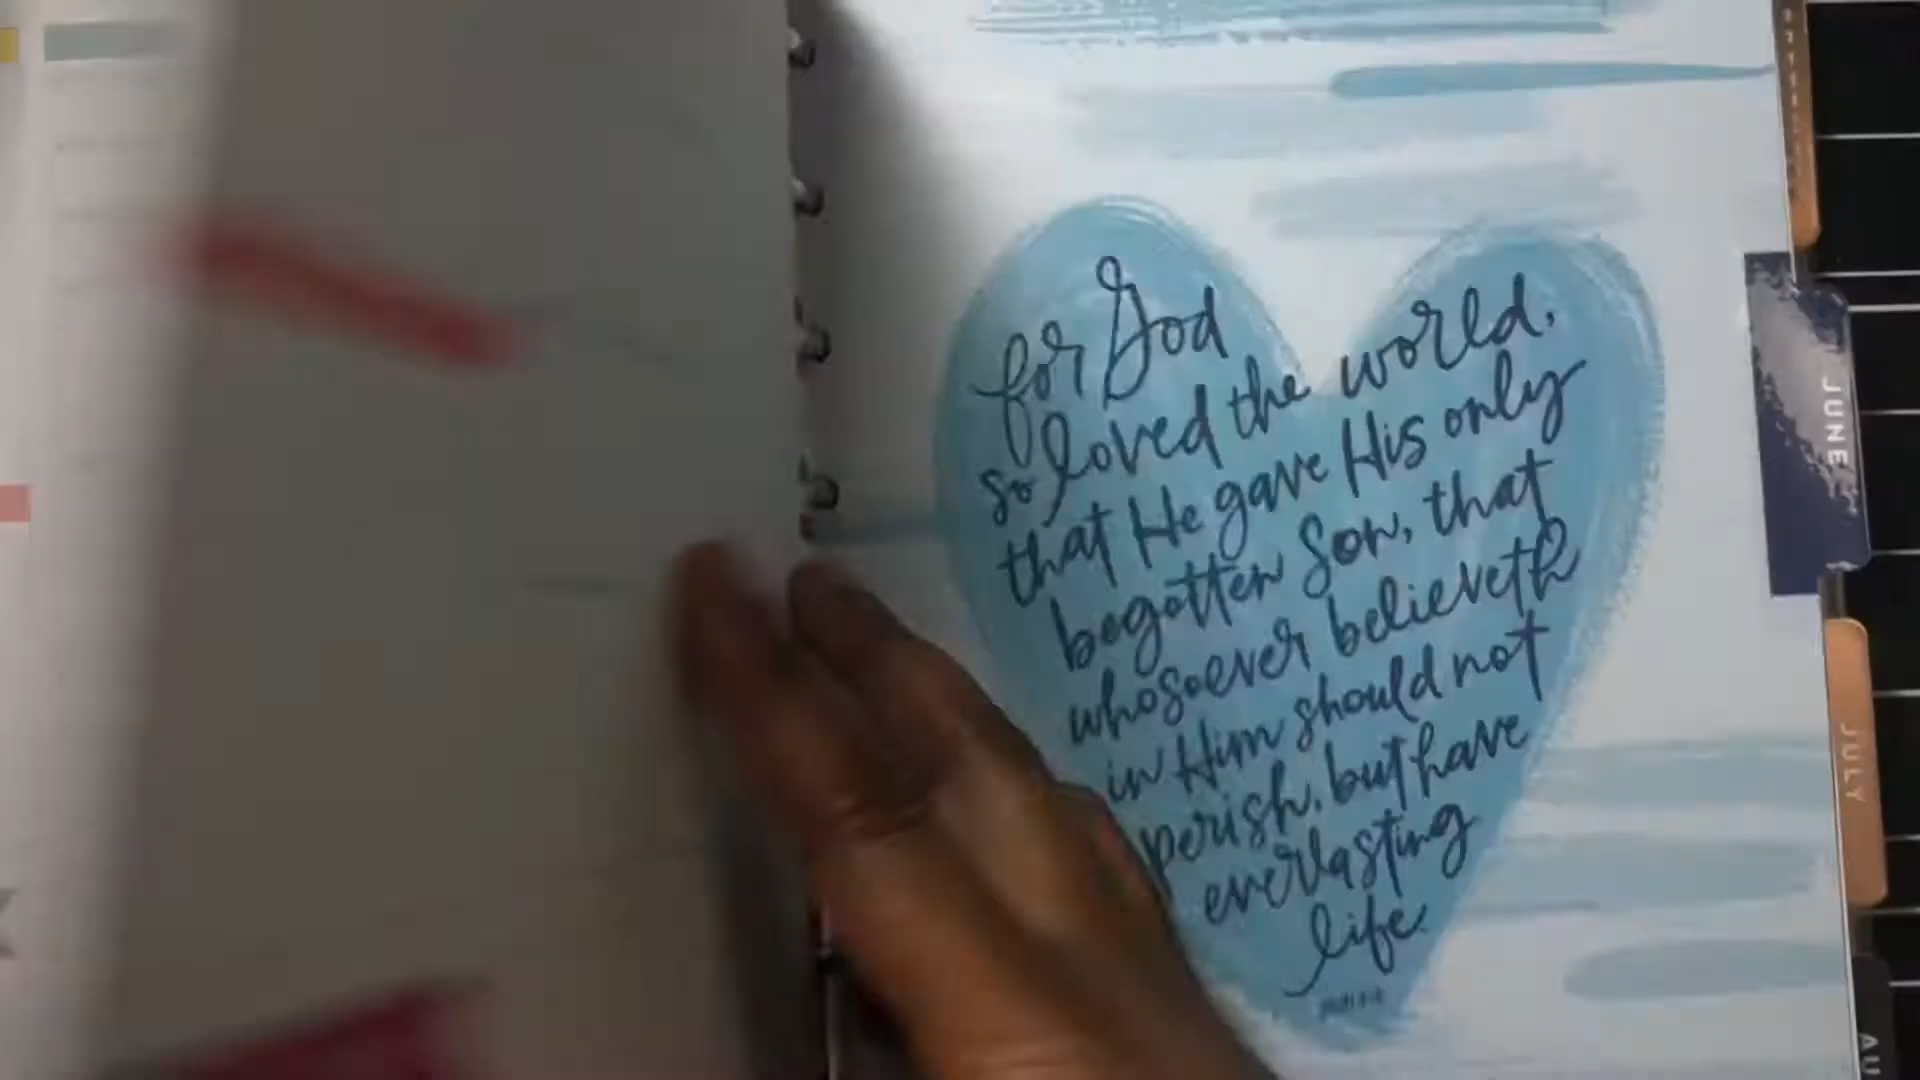 for God
so loved the world,
that He gave His only
begotten Son, that
whosoever believeth
in Him should not
perish, but have
everlasting
life.
JUNE
JULY
AU